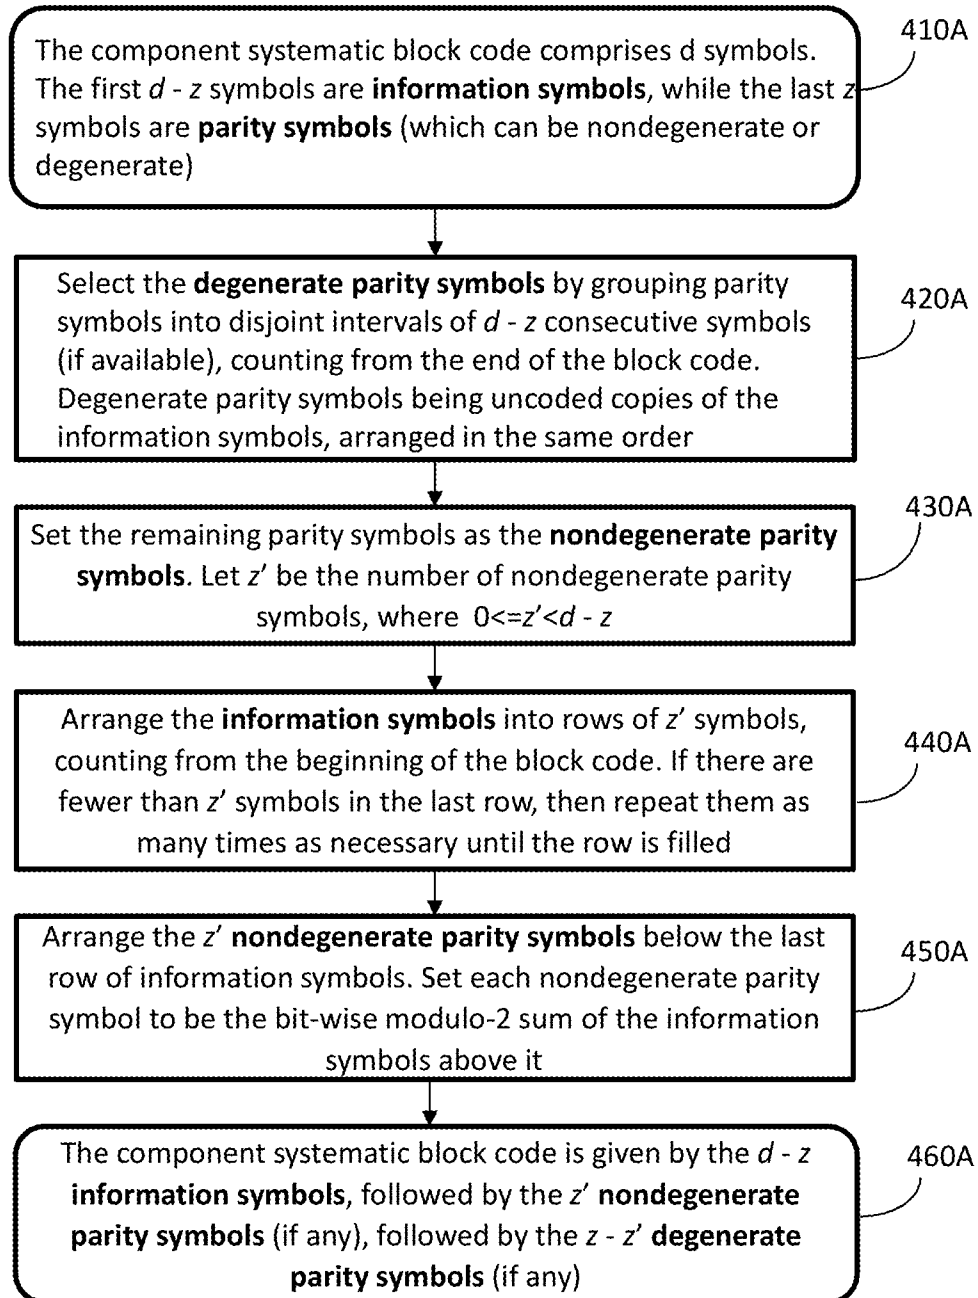 410A
The component systematic block code comprises d symbols.
The first d - z symbols are information symbols, while the last z
symbols are parity symbols (which can be nondegenerate or
degenerate)
420A
Select the degenerate parity symbols by grouping parity
symbols into disjoint intervals of d - z consecutive symbols
(if available), counting from the end of the block code.
Degenerate parity symbols being uncoded copies of the
information symbols, arranged in the same order
430A
Set the remaining parity symbols as the nondegenerate parity
symbols. Let z' be the number of nondegenerate parity
symbols, where 0<=z'<d - z
440A
Arrange the information symbols into rows of z' symbols,
counting from the beginning of the block code. If there are
fewer than z' symbols in the last row, then repeat them as
many times as necessary until the row is filled
450A
Arrange the z' nondegenerate parity symbols below the last
row of information symbols. Set each nondegenerate parity
symbol to be the bit-wise modulo-2 sum of the information
symbols above it
460A
The component systematic block code is given by the d - z
information symbols, followed by the z' nondegenerate
parity symbols (if any), followed by the z - z' degenerate
parity symbols (if any)